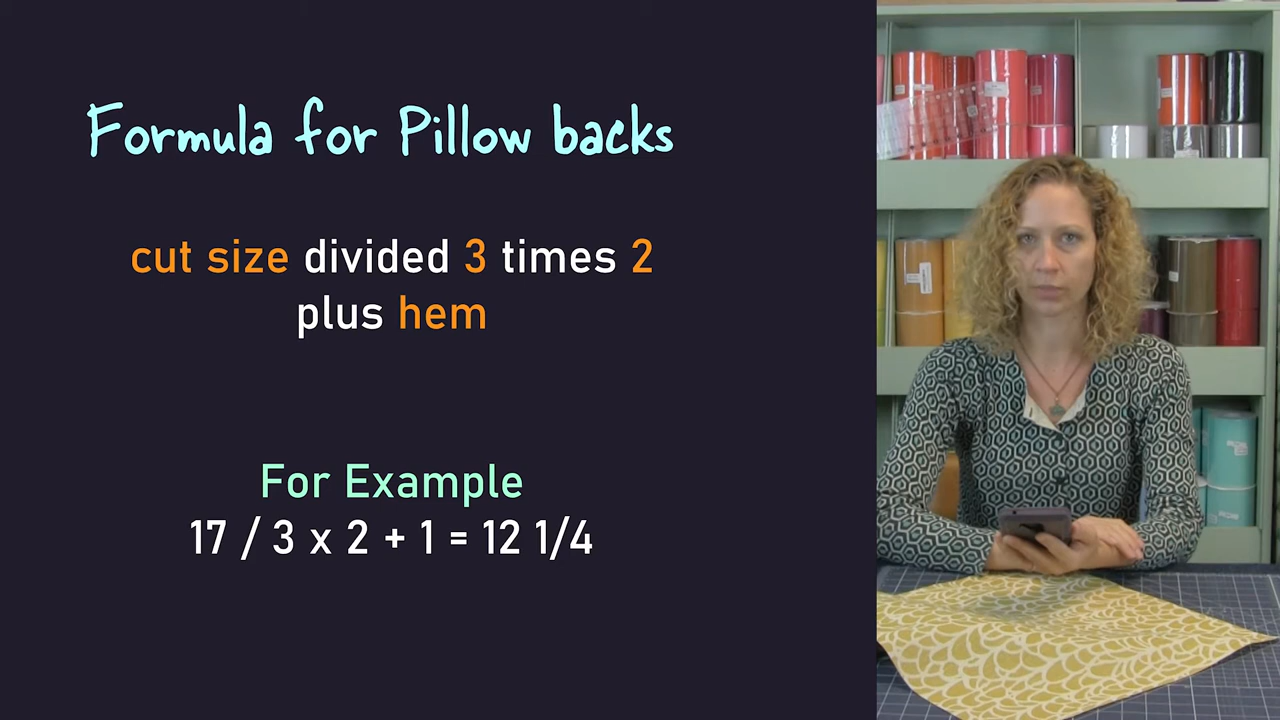 Formula for Pillow backs
cut size divided 3 times 2
plus hem
For Example
17 / 3 x 2 + 1 = 12 1/4